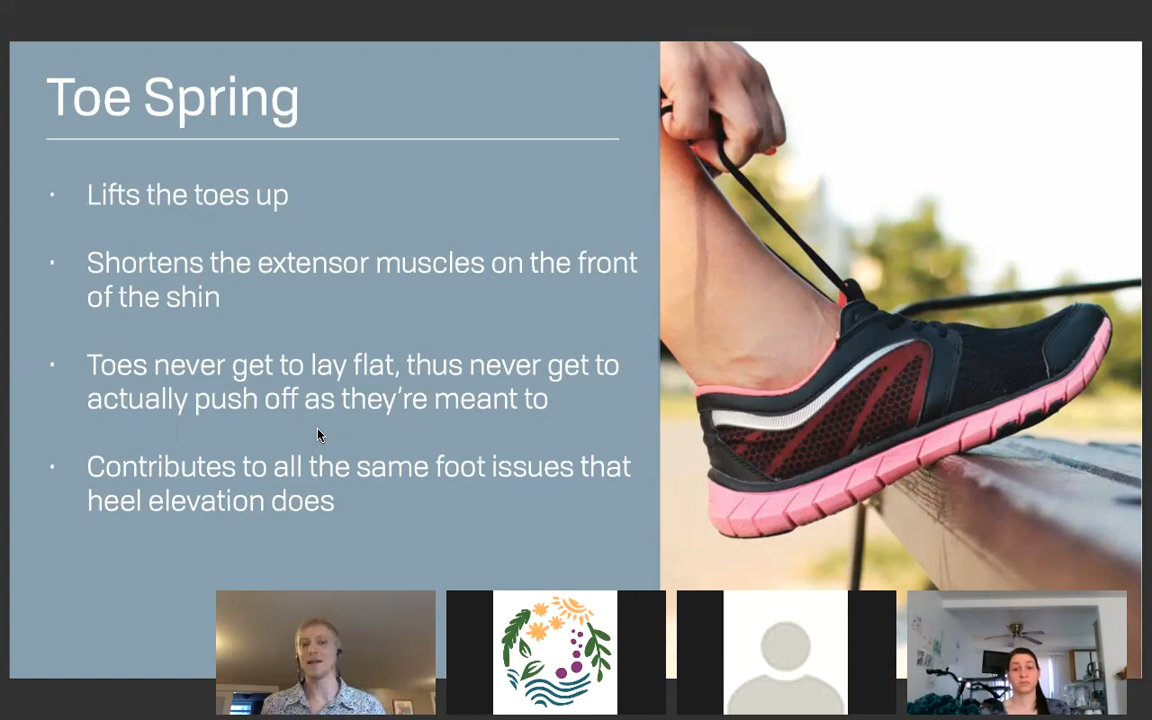 Toe Spring
· Lifts the toes up
· Shortens the extensor muscles on the front
of the shin
· Toes never get to lay flat, thus never get to
actually push off as they’re meant to
· Contributes to all the same foot issues that
heel elevation does